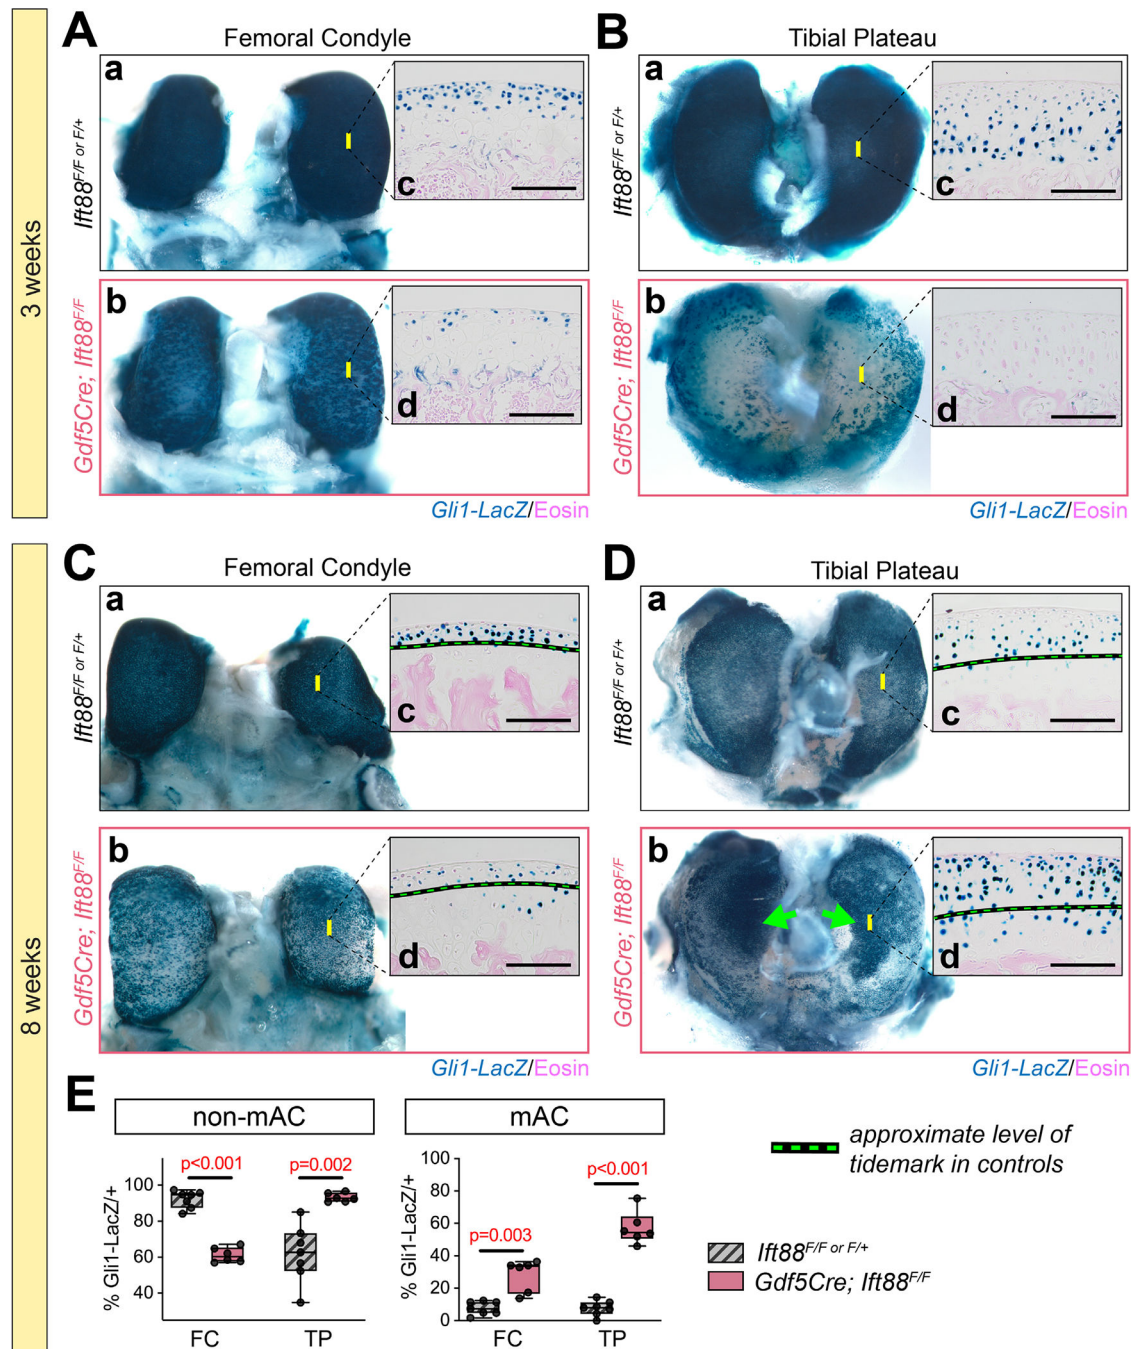 3 weeks
A
Femoral Condyle
a
Ift88F/F or F/+
c
b
Gdf5Cre; Ift88F/F
d
Gli1-LacZ/Eosin
B
Tibial Plateau
a
Ift88F/F or F/+
c
b
Gdf5Cre; Ift88F/F
d
Gli1-LacZ/Eosin
8 weeks
C
Femoral Condyle
a
Ift88F/F or F/+
c
b
Gdf5Cre; Ift88F/F
d
Gli1-LacZ/Eosin
D
Tibial Plateau
a
Ift88F/F or F/+
c
b
Gdf5Cre; Ift88F/F
d
Gli1-LacZ/Eosin
E
non-mAC
% Gli1-LacZ/+
100
80
60
40
p<0.001
p=0.002
FC
TP
mAC
% Gli1-LacZ/+
100
80
60
40
20
0
p=0.003
p<0.001
FC
TP
approximate level of
tidemark in controls
Ift88F/F or F/+
Gdf5Cre; Ift88F/F